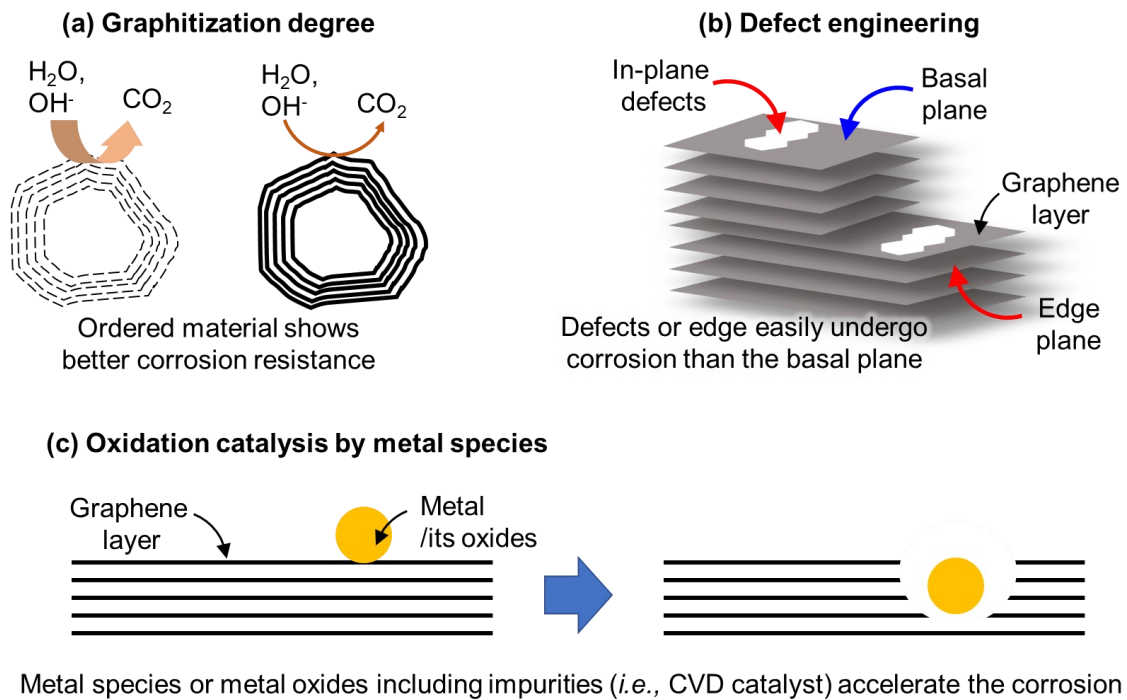 (a) Graphitization degree
H₂O,
OH⁻
CO₂
H₂O,
OH⁻
CO₂
Ordered material shows
better corrosion resistance
(b) Defect engineering
In-plane
defects
Basal
plane
Graphene
layer
Edge
plane
Defects or edge easily undergo
corrosion than the basal plane
(c) Oxidation catalysis by metal species
Graphene
layer
Metal
/its oxides
Metal species or metal oxides including impurities (i.e., CVD catalyst) accelerate the corrosion